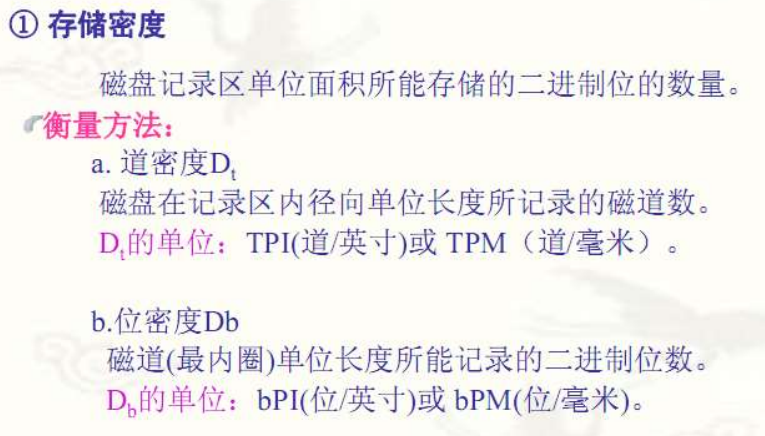 ① 存储密度
磁盘记录区单位面积所能存储的二进制位的数量。
衡量方法：
a. 道密度Dt
磁盘在记录区内径向单位长度所记录的磁道数。
Dt的单位：TPI(道/英寸)或 TPM（道/毫米）。
b.位密度Db
磁道(最内圈)单位长度所能记录的二进制位数。
Db的单位：bPI(位/英寸)或 bPM(位/毫米)。